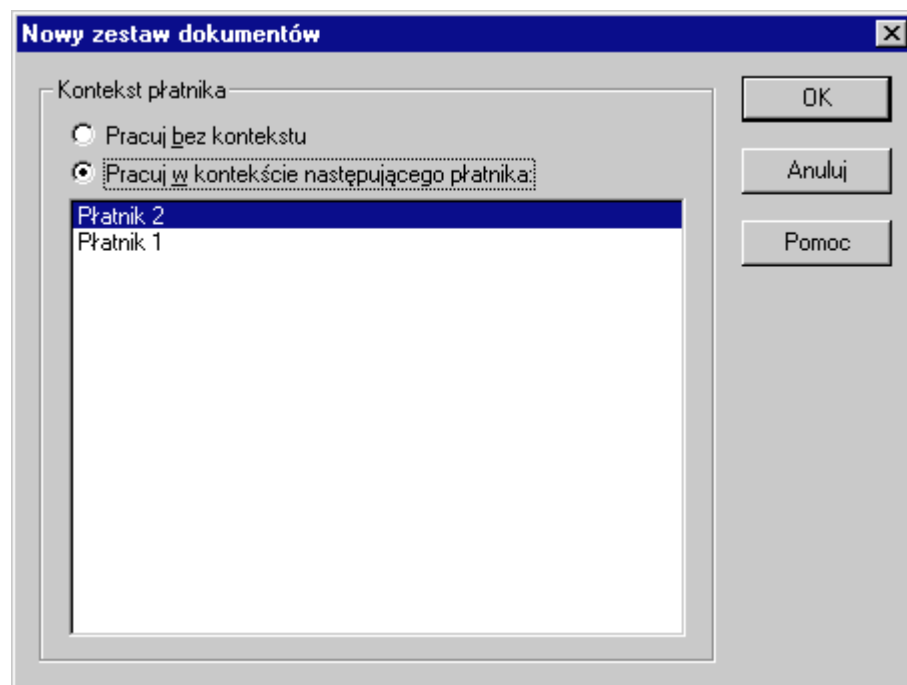 Nowy zestaw dokumentów
Kontekst płatnika
Pracuj bez kontekstu
Pracuj w kontekście następującego płatnika:
Płatnik 2
Płatnik 1
OK
Anuluj
Pomoc